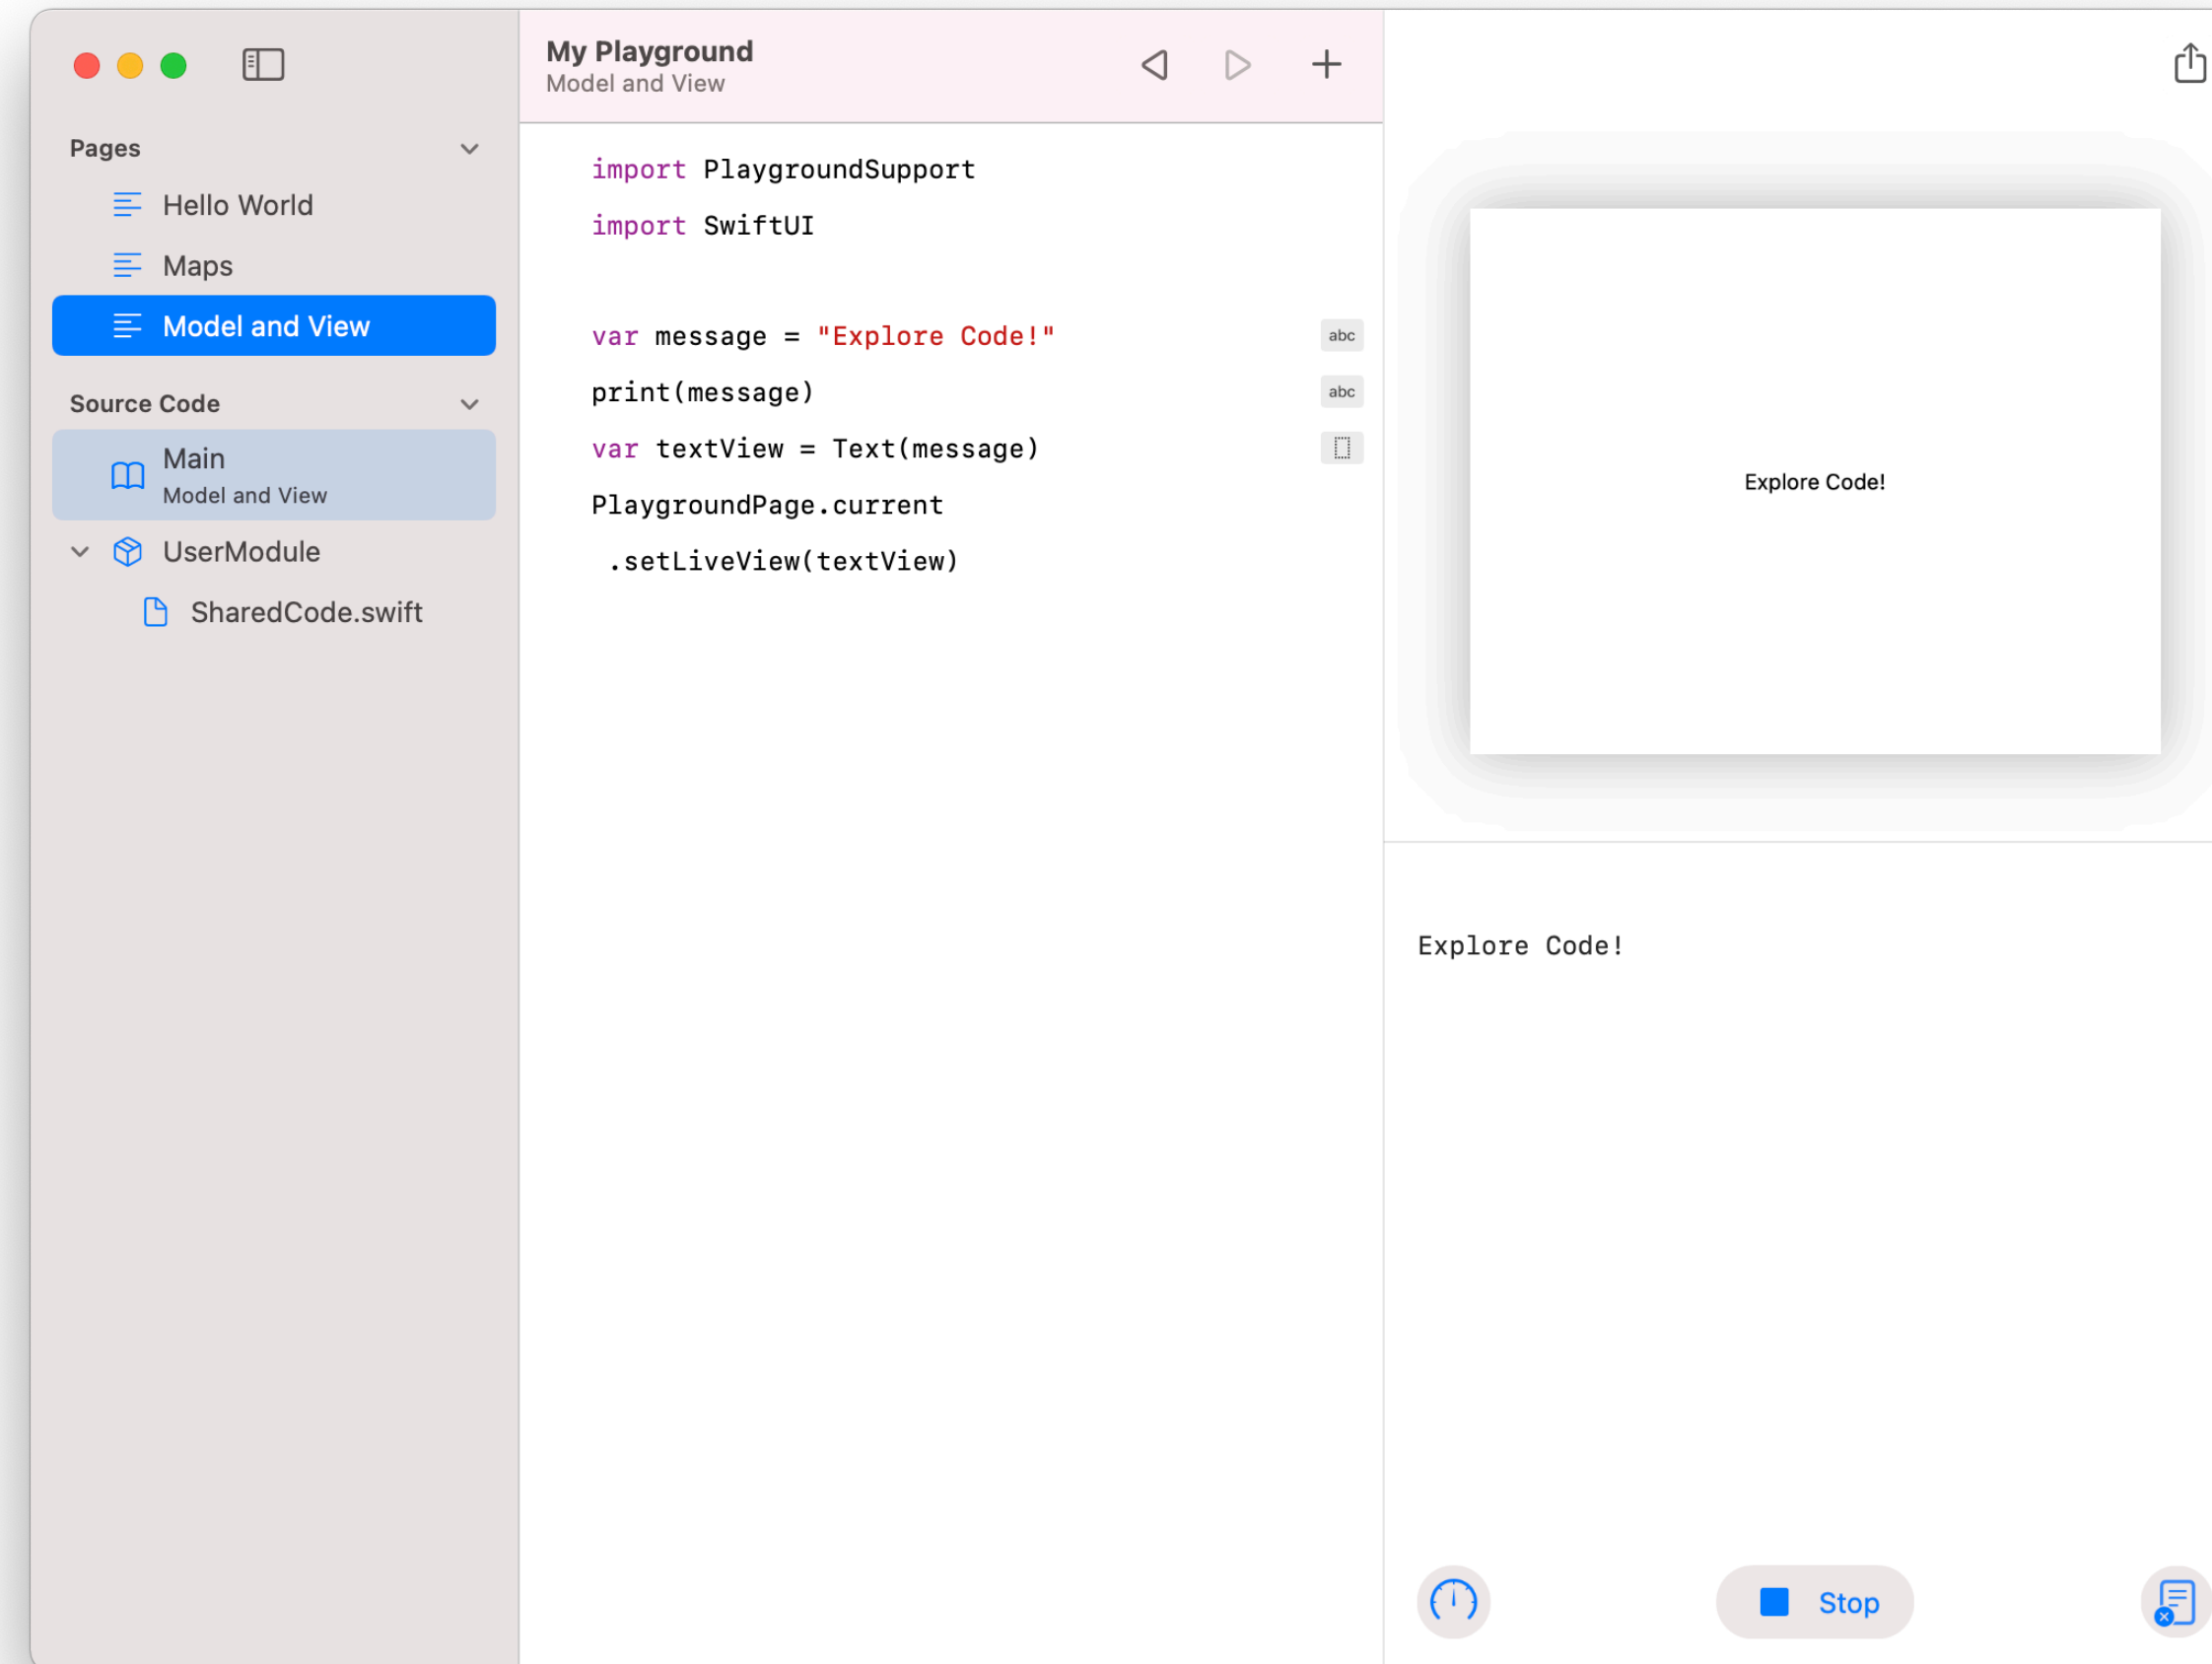 My Playground
Model and View
Pages
Hello World
Maps
Model and View
Source Code
Main
Model and View
UserModule
SharedCode.swift
import PlaygroundSupport
import SwiftUI
var message = "Explore Code!"
abc
print(message)
abc
var textView = Text(message)
PlaygroundPage.current
.setLiveView(textView)
Explore Code!
Explore Code!
Stop